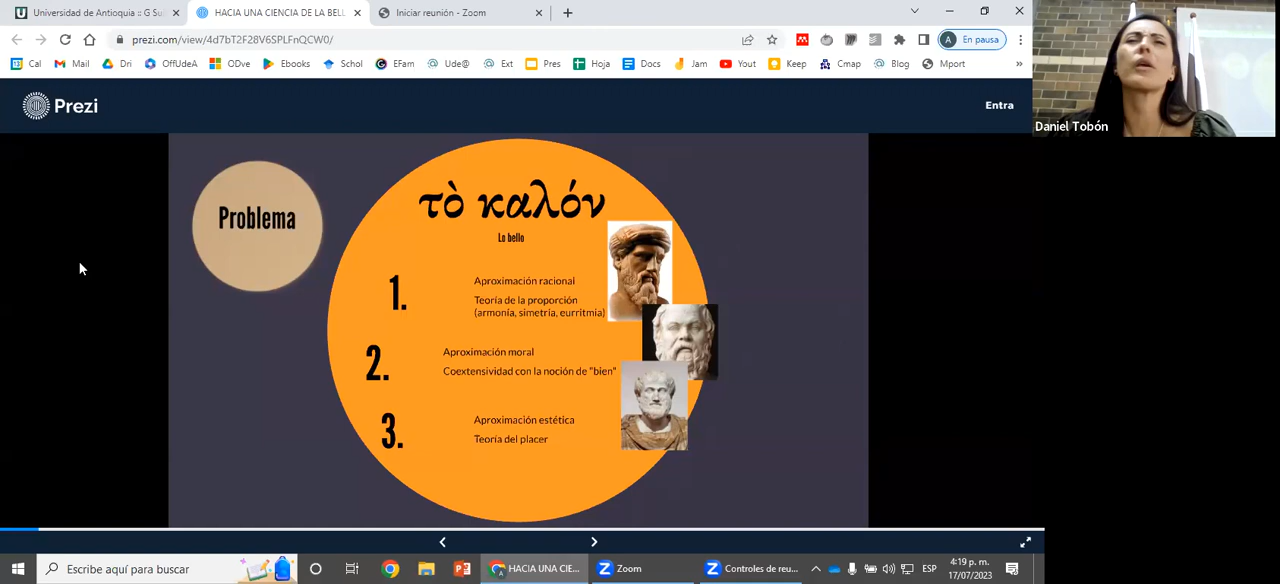 Universidad de Antioquia :: G Su
HACIA UNA CIENCIA DE LA BELL
Iniciar reunión - Zoom
prezi.com/view/4d7bT2F28V6SPLFnQCW0/
A
En pausa
Cal
Mail
Dri
OffUdeA
ODve
Ebooks
Schol
EFam
Ude@
Ext
Pres
Hoja
Docs
Jam
Yout
Keep
Cmap
Blog
Mport
»
Prezi
Entra
Daniel Tobón
Problema
τὸ καλόν
Lo bello
1.
Aproximación racional
Teoría de la proporción
(armonía, simetría, eurritmia)
2.
Aproximación moral
Coextensividad con la noción de "bien"
3.
Aproximación estética
Teoría del placer
Escribe aquí para buscar
HACIA UNA CIE...
Zoom
Controles de reu...
ESP
4:19 p. m.
17/07/2023